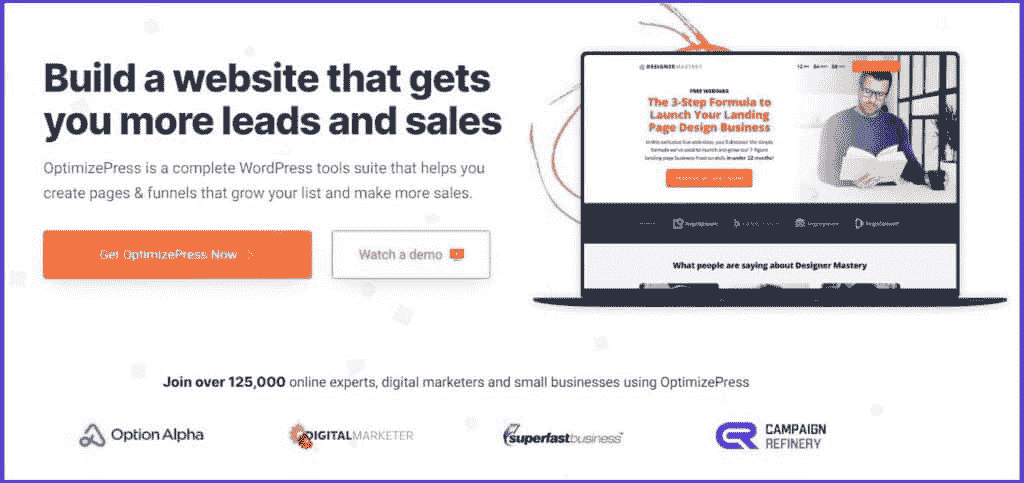 Build a website that gets
you more leads and sales
OptimizePress is a complete WordPress tools suite that helps you
create pages & funnels that grow your list and make more sales.
Get OptimizePress Now
Watch a demo
DESIGNERMASTERY
FREE WEBINAR
The 3-Step Formula to
Launch Your Landing
Page Design Business
in under 12 months!
What people are saying about Designer Mastery
Join over 125,000 online experts, digital marketers and small businesses using OptimizePress
Option Alpha
DIGITALMARKETER
superfastbusiness
CAMPAIGN
REFINERY